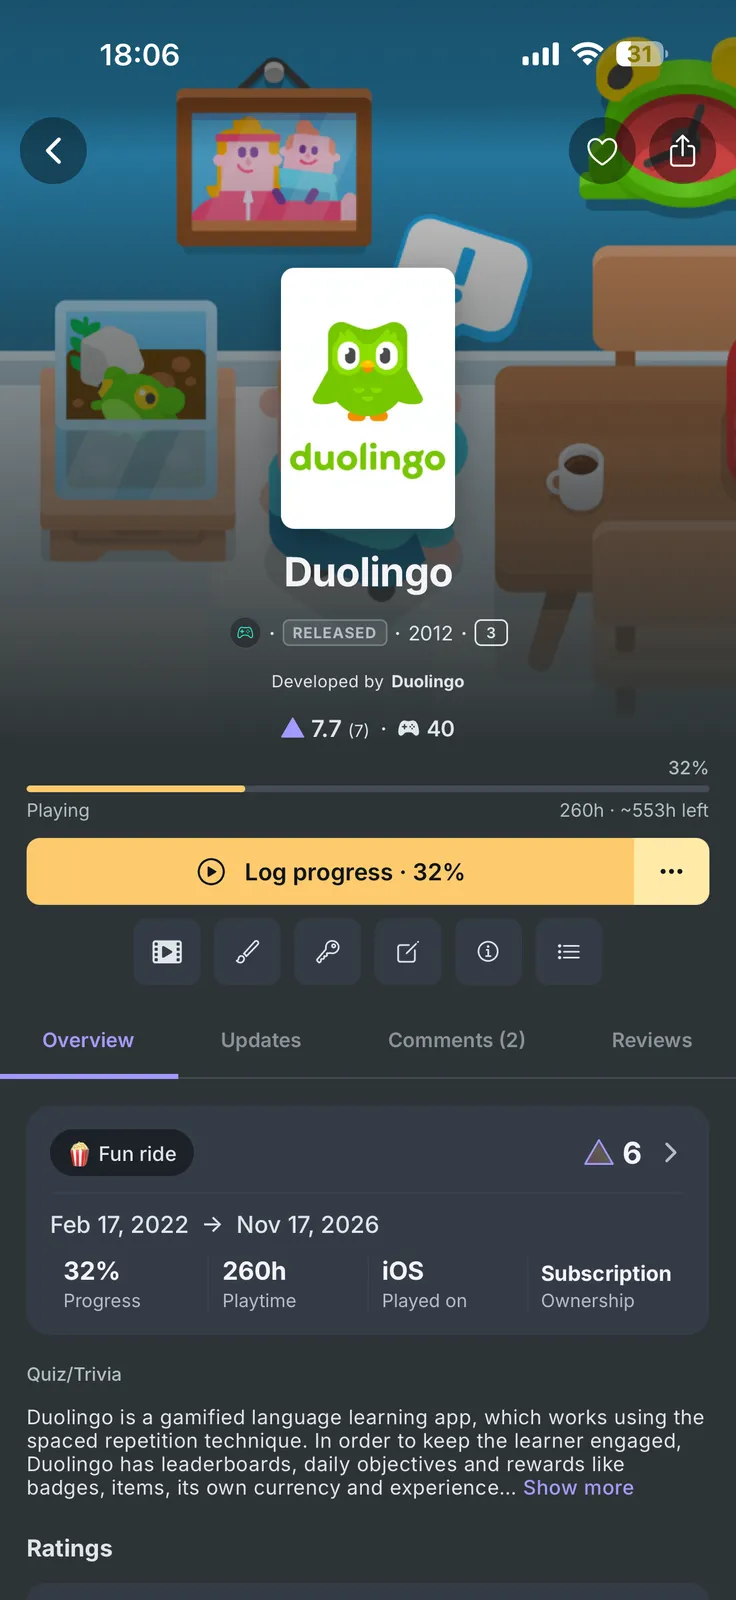 18:06
31
!
duolingo
Duolingo
· RELEASED · 2012 · 3
Developed by Duolingo
7.7 (7) · 40
32%
Playing
260h · ~553h left
Log progress · 32%
Overview
Updates
Comments (2)
Reviews
Fun ride
6
Feb 17, 2022 → Nov 17, 2026
32%
Progress
260h
Playtime
iOS
Played on
Subscription
Ownership
Quiz/Trivia
Duolingo is a gamified language learning app, which works using the
spaced repetition technique. In order to keep the learner engaged,
Duolingo has leaderboards, daily objectives and rewards like
badges, items, its own currency and experience... Show more
Ratings